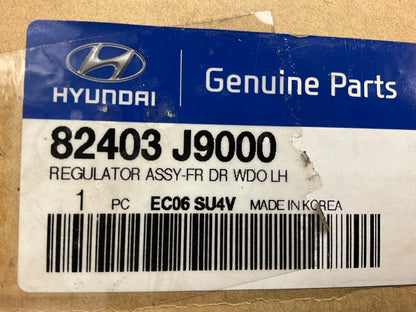 HYUNDAI
Genuine Parts
82403 J9000
REGULATOR ASSY-FR DR WDO LH
1 PC EC06 SU4V MADE IN KOREA